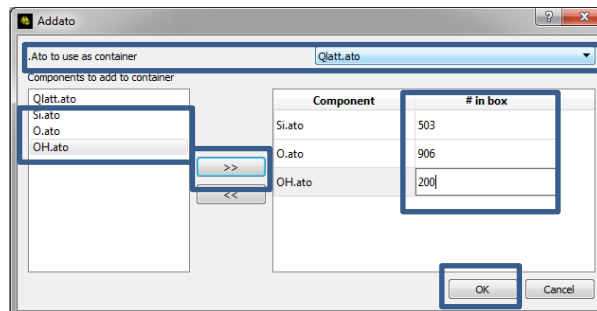 Addato
.Ato to use as container Qlatt.ato
Components to add to container
Qlatt.ato
Si.ato
O.ato
OH.ato
>>
<<
Component # in box
Si.ato 503
O.ato 906
OH.ato 200
OK Cancel